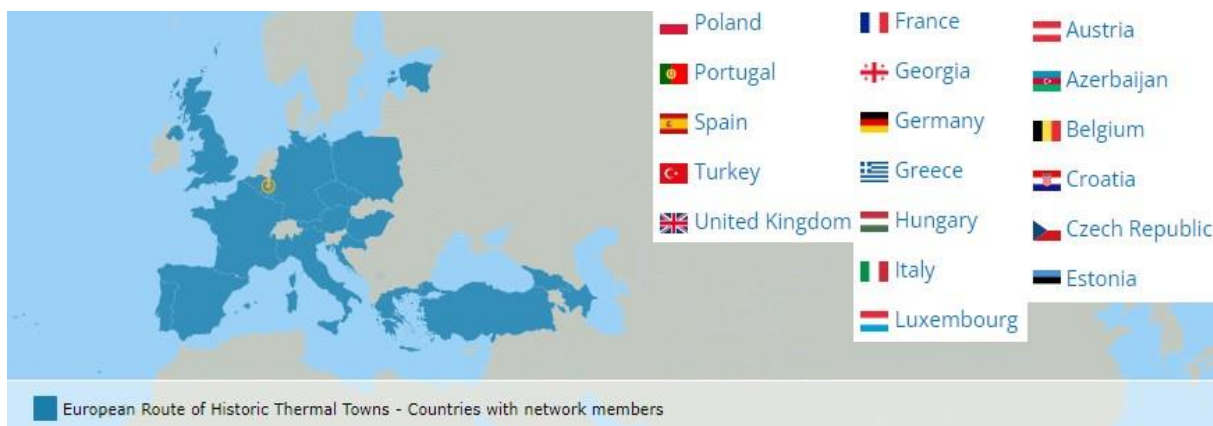 Poland
Portugal
Spain
Turkey
United Kingdom
France
Georgia
Germany
Greece
Hungary
Italy
Luxembourg
Austria
Azerbaijan
Belgium
Croatia
Czech Republic
Estonia
European Route of Historic Thermal Towns - Countries with network members